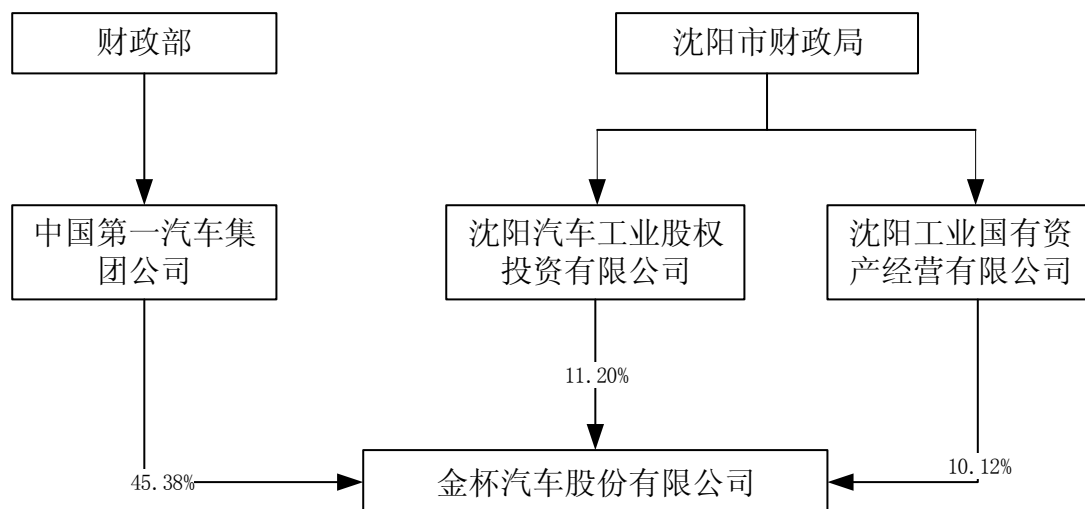 财政部
沈阳市财政局
中国第一汽车集
团公司
沈阳汽车工业股权
投资有限公司
沈阳工业国有资
产经营有限公司
11.20%
45.38%
金杯汽车股份有限公司
10.12%